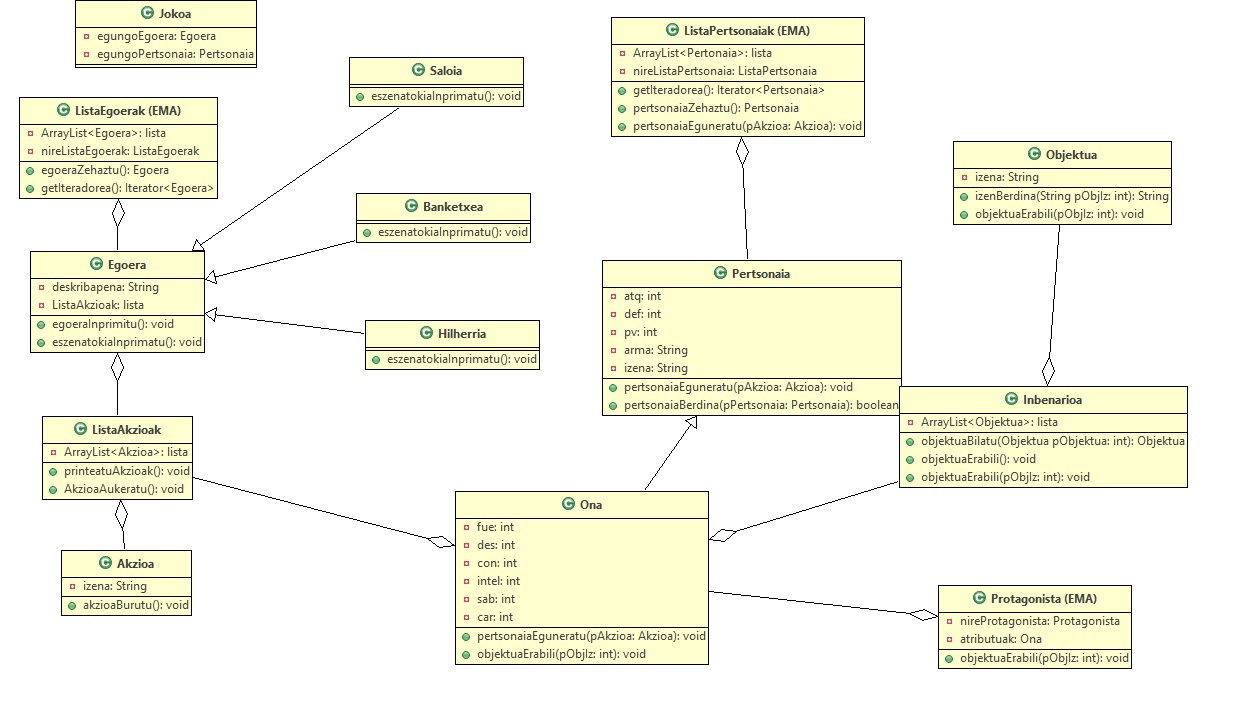 Jokoa
egungoEgoera: Egoera
egungoPertsonaia: Pertsonaia
ListaEgoerak (EMA)
ArrayList<Egoera>: lista
nireListaEgoerak: ListaEgoerak
egoeraZehaztu(): Egoera
getIteradorea(): Iterator<Egoera>
Saloia
eszenatokiaInprimatu(): void
Banketxea
eszenatokiaInprimatu(): void
Egoera
deskribapena: String
ListaAkzioak: lista
egoeraInprimitu(): void
eszenatokiaInprimatu(): void
Hilherria
eszenatokiaInprimatu(): void
ListaAkzioak
ArrayList<Akzioa>: lista
printeatuAkzioak(): void
AkzioaAukeratu(): void
Akzioa
izena: String
akzioaBurutu(): void
ListaPertsonaiak (EMA)
ArrayList<Pertonaia>: lista
nireListaPertsonaia: ListaPertsonaia
getIteradorea(): Iterator<Pertsonaia>
pertsonaiaZehaztu(): Pertsonaia
pertsonaiaEguneratu(pAkzioa: Akzioa): void
Pertsonaia
atq: int
def: int
pv: int
arma: String
izena: String
pertsonaiaEguneratu(pAkzioa: Akzioa): void
pertsonaiaBerdina(pPertsonaia: Pertsonaia): boolean
Objektua
izena: String
izenBerdina(String pObjIz: int): String
objektuaErabili(pObjIz: int): void
Inbenarioa
ArrayList<Objektua>: lista
objektuaBilatu(Objektua pObjektua: int): Objektua
objektuaErabili(): void
objektuaErabili(pObjIz: int): void
Ona
fue: int
des: int
con: int
intel: int
sab: int
car: int
pertsonaiaEguneratu(pAkzioa: Akzioa): void
objektuaErabili(pObjIz: int): void
Protagonista (EMA)
nireProtagonista: Protagonista
atributuak: Ona
objektuaErabili(pObjIz: int): void